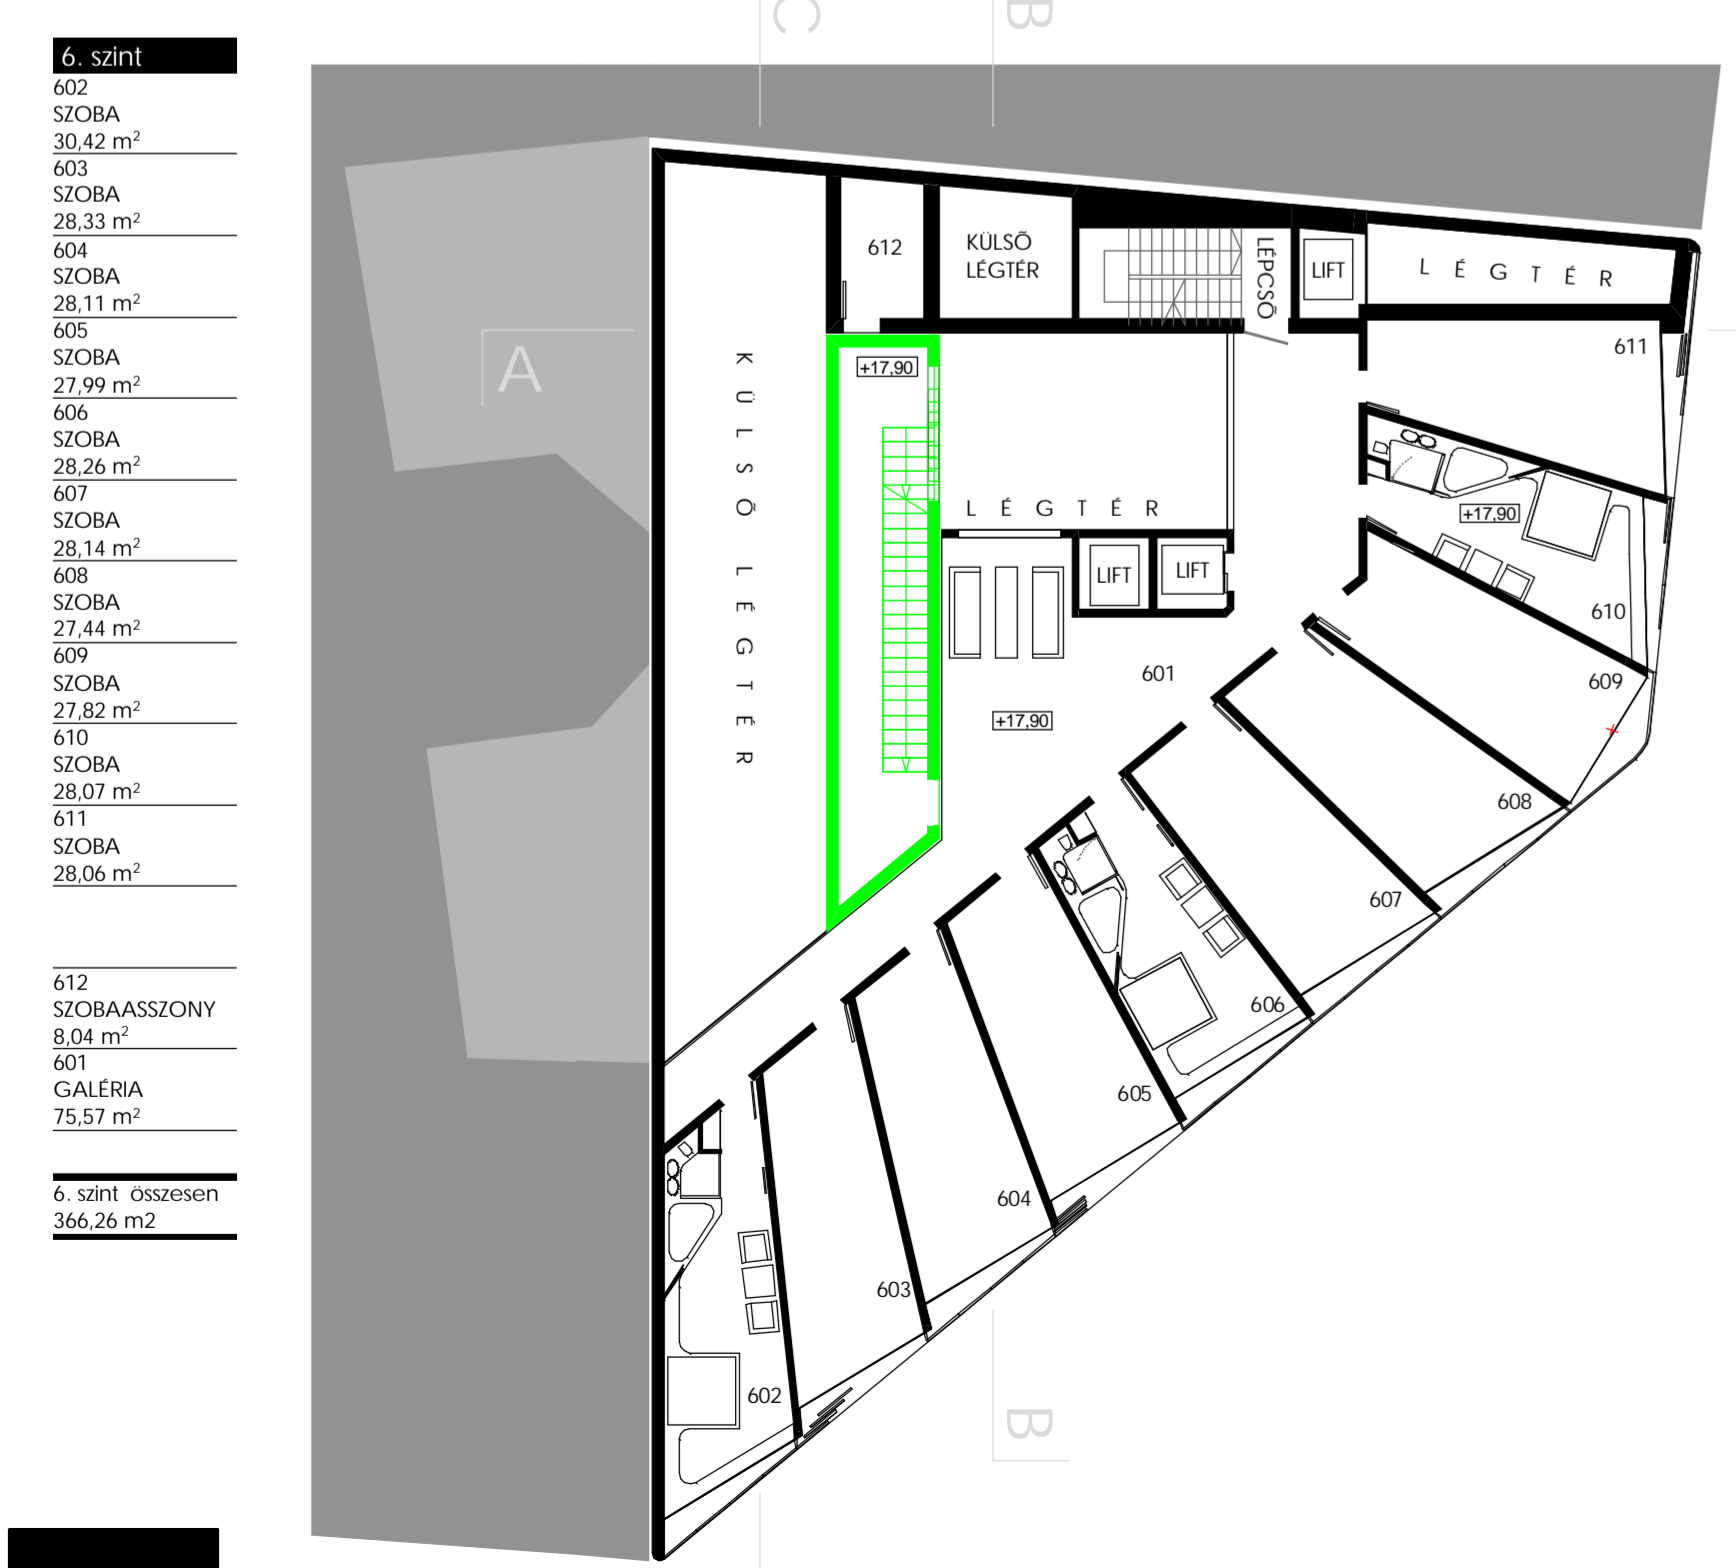 6. szint
602
SZOBA
30,42 m²
603
SZOBA
28,33 m²
604
SZOBA
28,11 m²
605
SZOBA
27,99 m²
606
SZOBA
28,26 m²
607
SZOBA
28,14 m²
608
SZOBA
27,44 m²
609
SZOBA
27,82 m²
610
SZOBA
28,07 m²
611
SZOBA
28,06 m²
612
SZOBAASSZONY
8,04 m²
601
GALÉRIA
75,57 m²
6. szint összesen
366,26 m2
C
B
612
KÜLSŐ
LÉGTÉR
LÉPCSŐ
LIFT
LÉGTÉR
A
KÜLSŐ LÉGTÉR
+17,90
611
LÉGTÉR
+17,90
LIFT
LIFT
610
601
609
+17,90
608
607
606
605
604
603
602
B